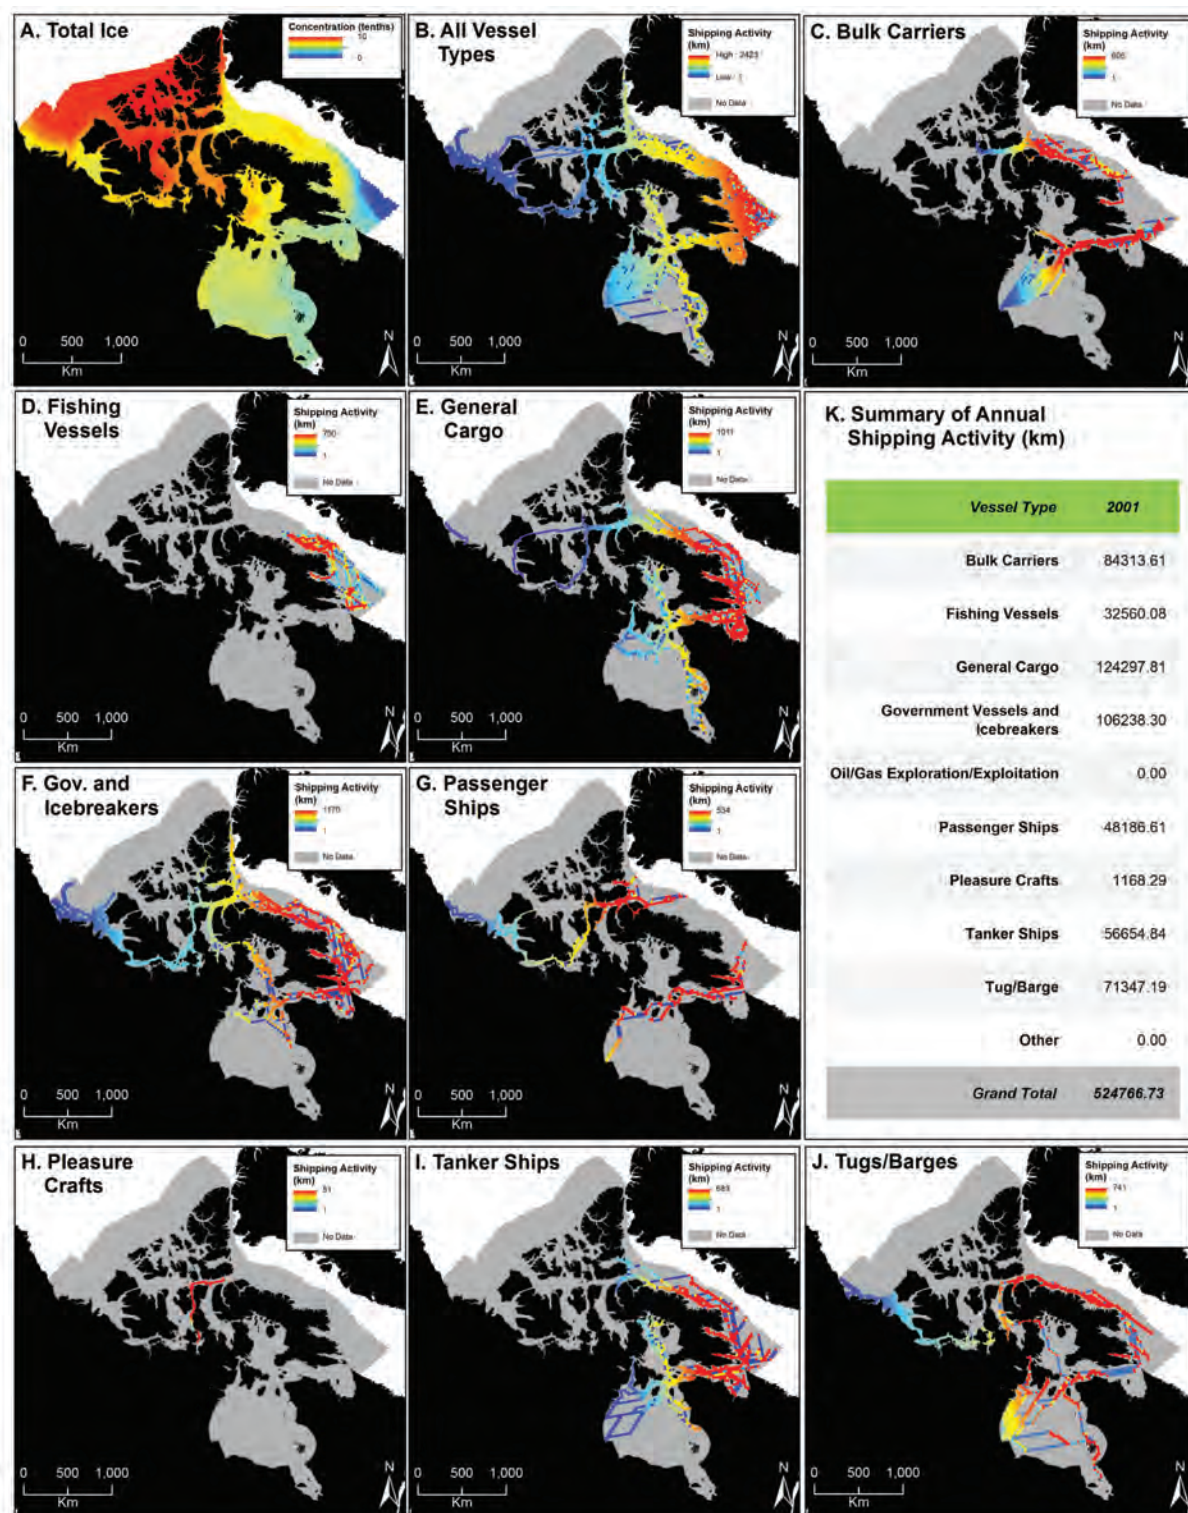 A. Total Ice
Concentration (tenths)
10
0
0 500 1,000
Km
N
B. All Vessel
Types
Shipping Activity
(km)
High : 2423
Low : 1
No Data
0 500 1,000
Km
N
C. Bulk Carriers
Shipping Activity
(km)
1
No Data
0 500 1,000
Km
N
D. Fishing
Vessels
Shipping Activity
(km)
1
No Data
0 500 1,000
Km
N
E. General
Cargo
Shipping Activity
(km)
1011
1
No Data
0 500 1,000
Km
N
K. Summary of Annual
Shipping Activity (km)
Vessel Type 2001
Bulk Carriers 84313.61
Fishing Vessels 32560.08
General Cargo 124297.81
Government Vessels and
Icebreakers 106238.30
Oil/Gas Exploration/Exploitation 0.00
Passenger Ships 48186.61
Pleasure Crafts 1168.29
Tanker Ships 56654.84
Tug/Barge 71347.19
Other 0.00
Grand Total 524766.73
F. Gov. and
Icebreakers
Shipping Activity
(km)
1
No Data
0 500 1,000
Km
N
G. Passenger
Ships
Shipping Activity
(km)
534
1
No Data
0 500 1,000
Km
N
H. Pleasure
Crafts
Shipping Activity
(km)
1
No Data
0 500 1,000
Km
N
I. Tanker Ships
Shipping Activity
(km)
1
No Data
0 500 1,000
Km
N
J. Tugs/Barges
Shipping Activity
(km)
741
1
No Data
0 500 1,000
Km
N